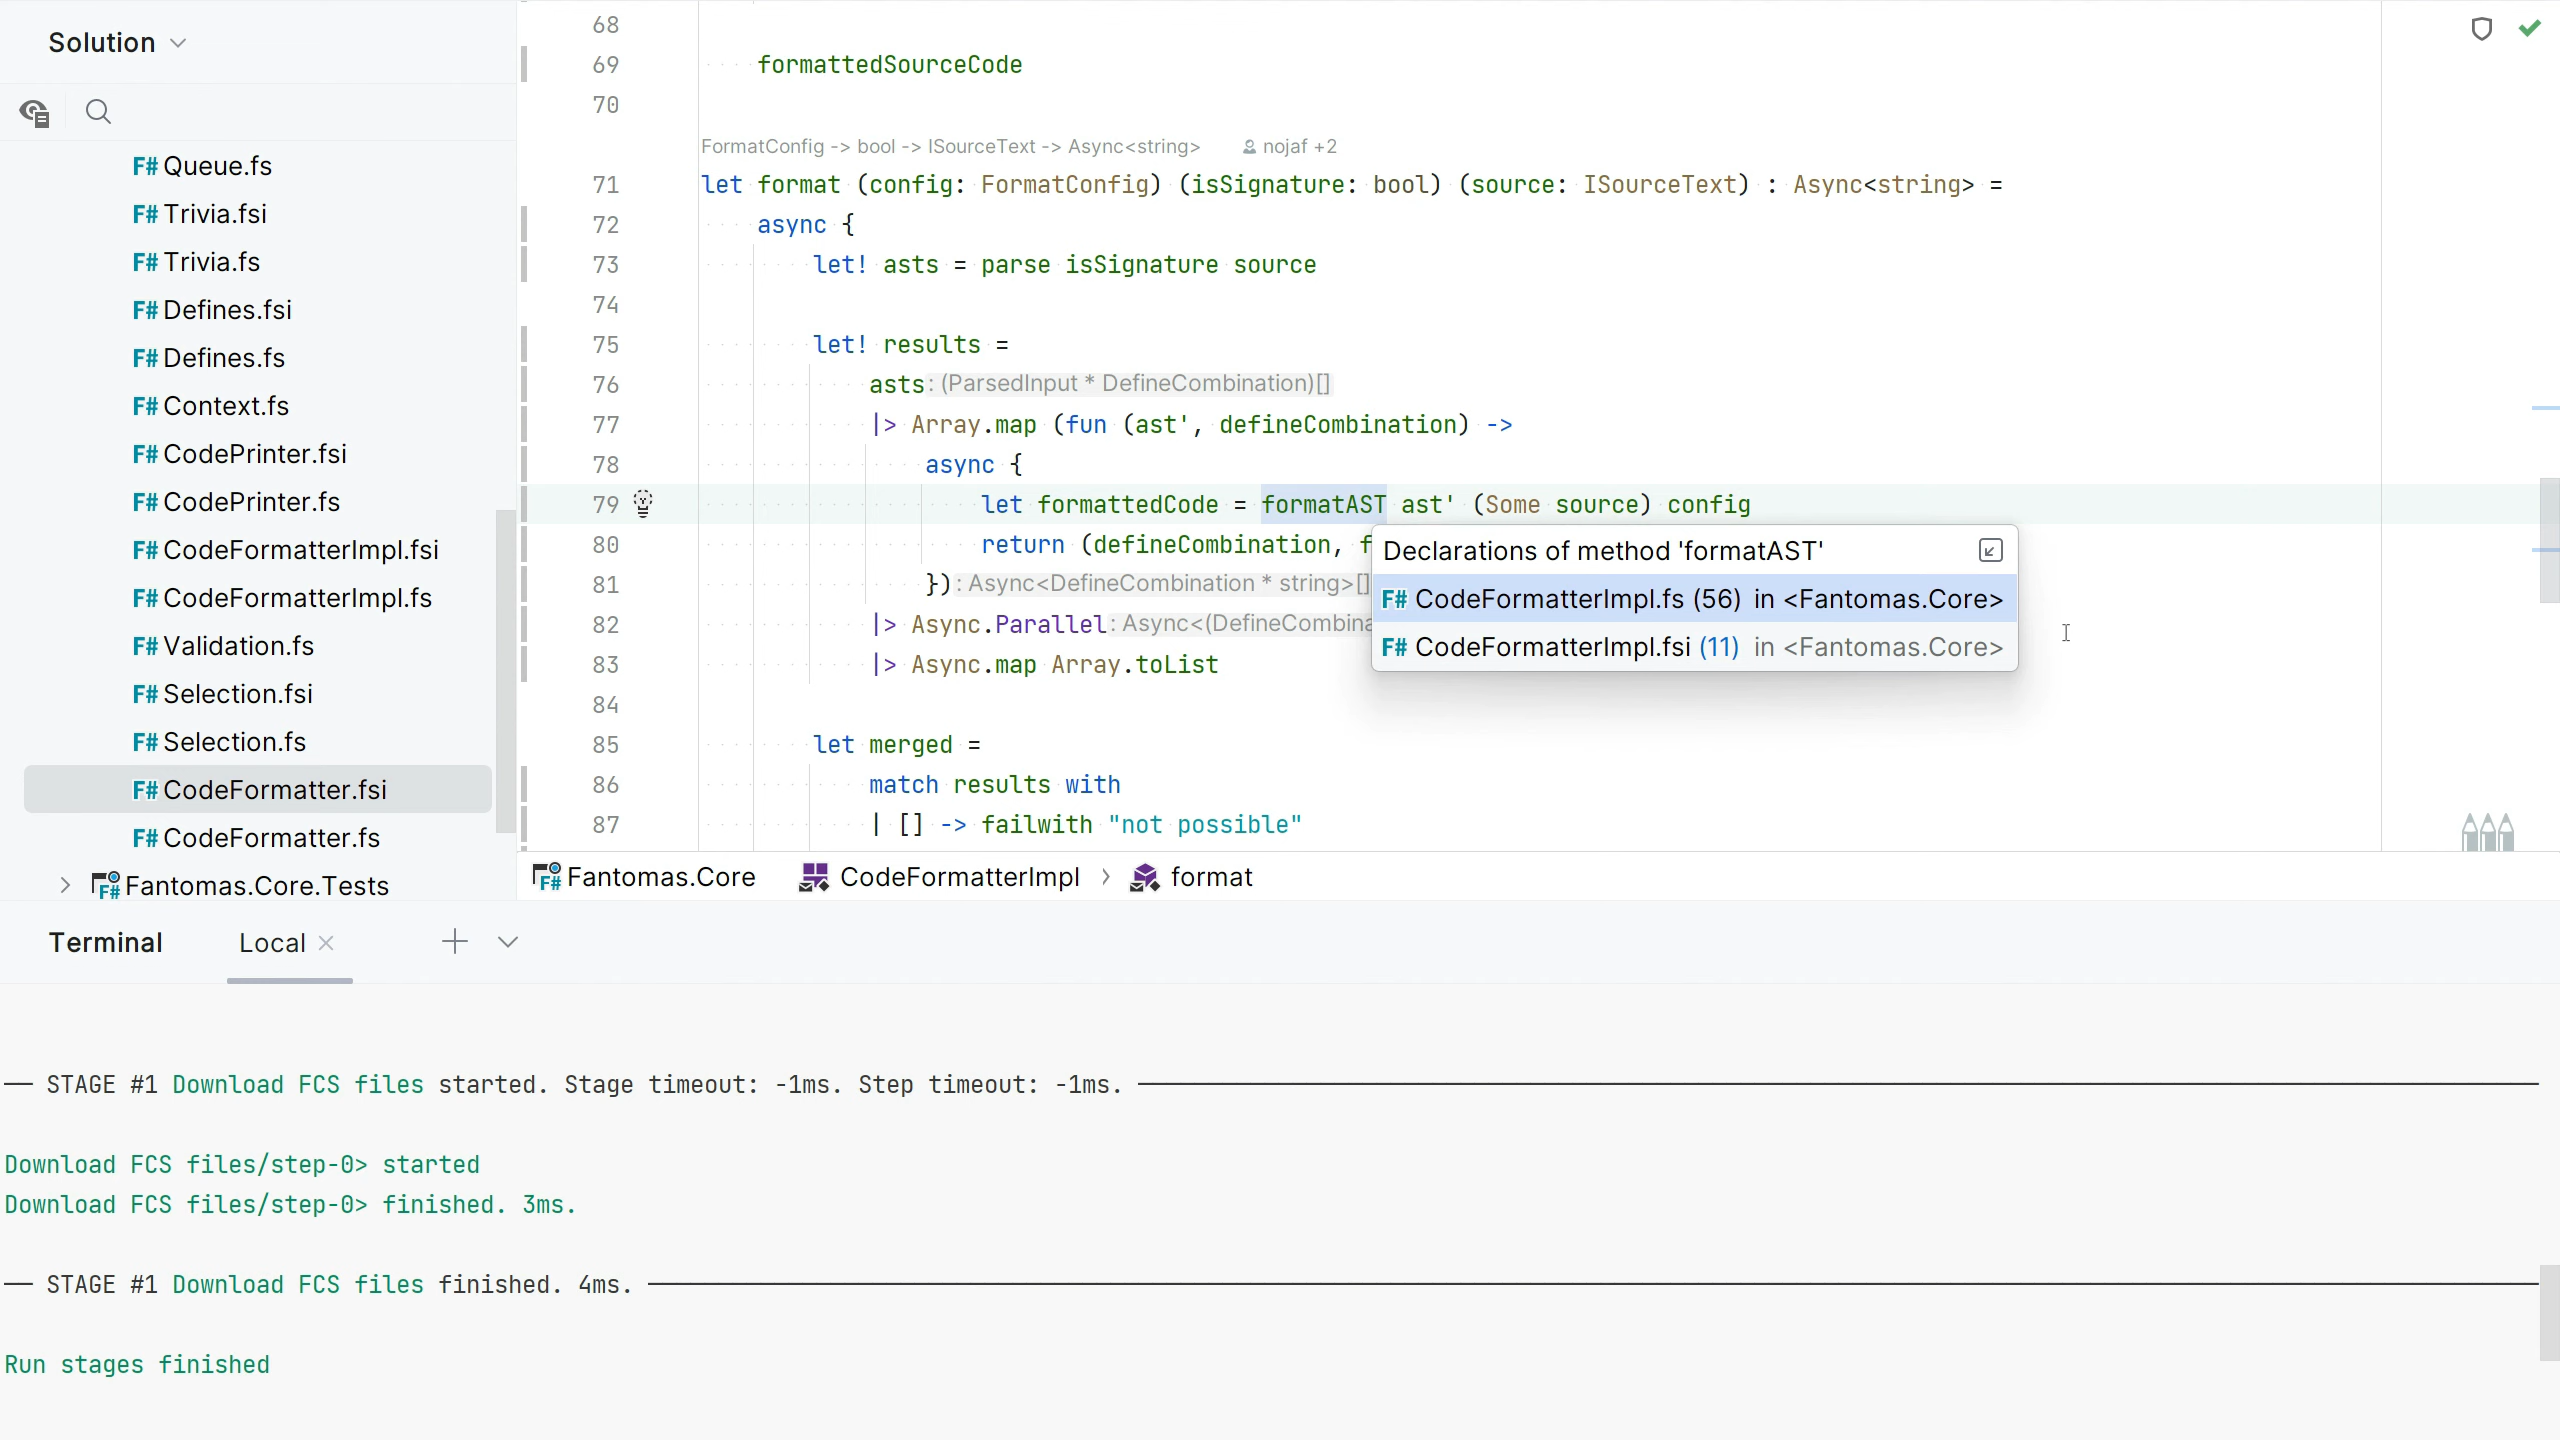 Solution
F# Queue.fs
F# Trivia.fsi
F# Trivia.fs
F# Defines.fsi
F# Defines.fs
F# Context.fs
F# CodePrinter.fsi
F# CodePrinter.fs
F# CodeFormatterImpl.fsi
F# CodeFormatterImpl.fs
F# Validation.fs
F# Selection.fsi
F# Selection.fs
F# CodeFormatter.fsi
F# CodeFormatter.fs
F# Fantomas.Core.Tests
68
69 formattedSourceCode
70
FormatConfig -> bool -> ISourceText -> Async<string> nojaf +2
71 let format (config: FormatConfig) (isSignature: bool) (source: ISourceText) : Async<string> =
72 async {
73 let! asts = parse isSignature source
74
75 let! results =
76 asts : (ParsedInput * DefineCombination)[]
77 |> Array.map (fun (ast', defineCombination) ->
78 async {
79 let formattedCode = formatAST ast' (Some source) config
80 return (defineCombination, f
81 }) : Async<DefineCombination * string>[]
82 |> Async.Parallel : Async<(DefineCombina
83 |> Async.map Array.toList
84
85 let merged =
86 match results with
87 | [] -> failwith "not possible"
Declarations of method 'formatAST'
F# CodeFormatterImpl.fs (56) in <Fantomas.Core>
F# CodeFormatterImpl.fsi (11) in <Fantomas.Core>
F# Fantomas.Core CodeFormatterImpl > format
Terminal Local
STAGE #1 Download FCS files started. Stage timeout: -1ms. Step timeout: -1ms.
Download FCS files/step-0> started
Download FCS files/step-0> finished. 3ms.
STAGE #1 Download FCS files finished. 4ms.
Run stages finished